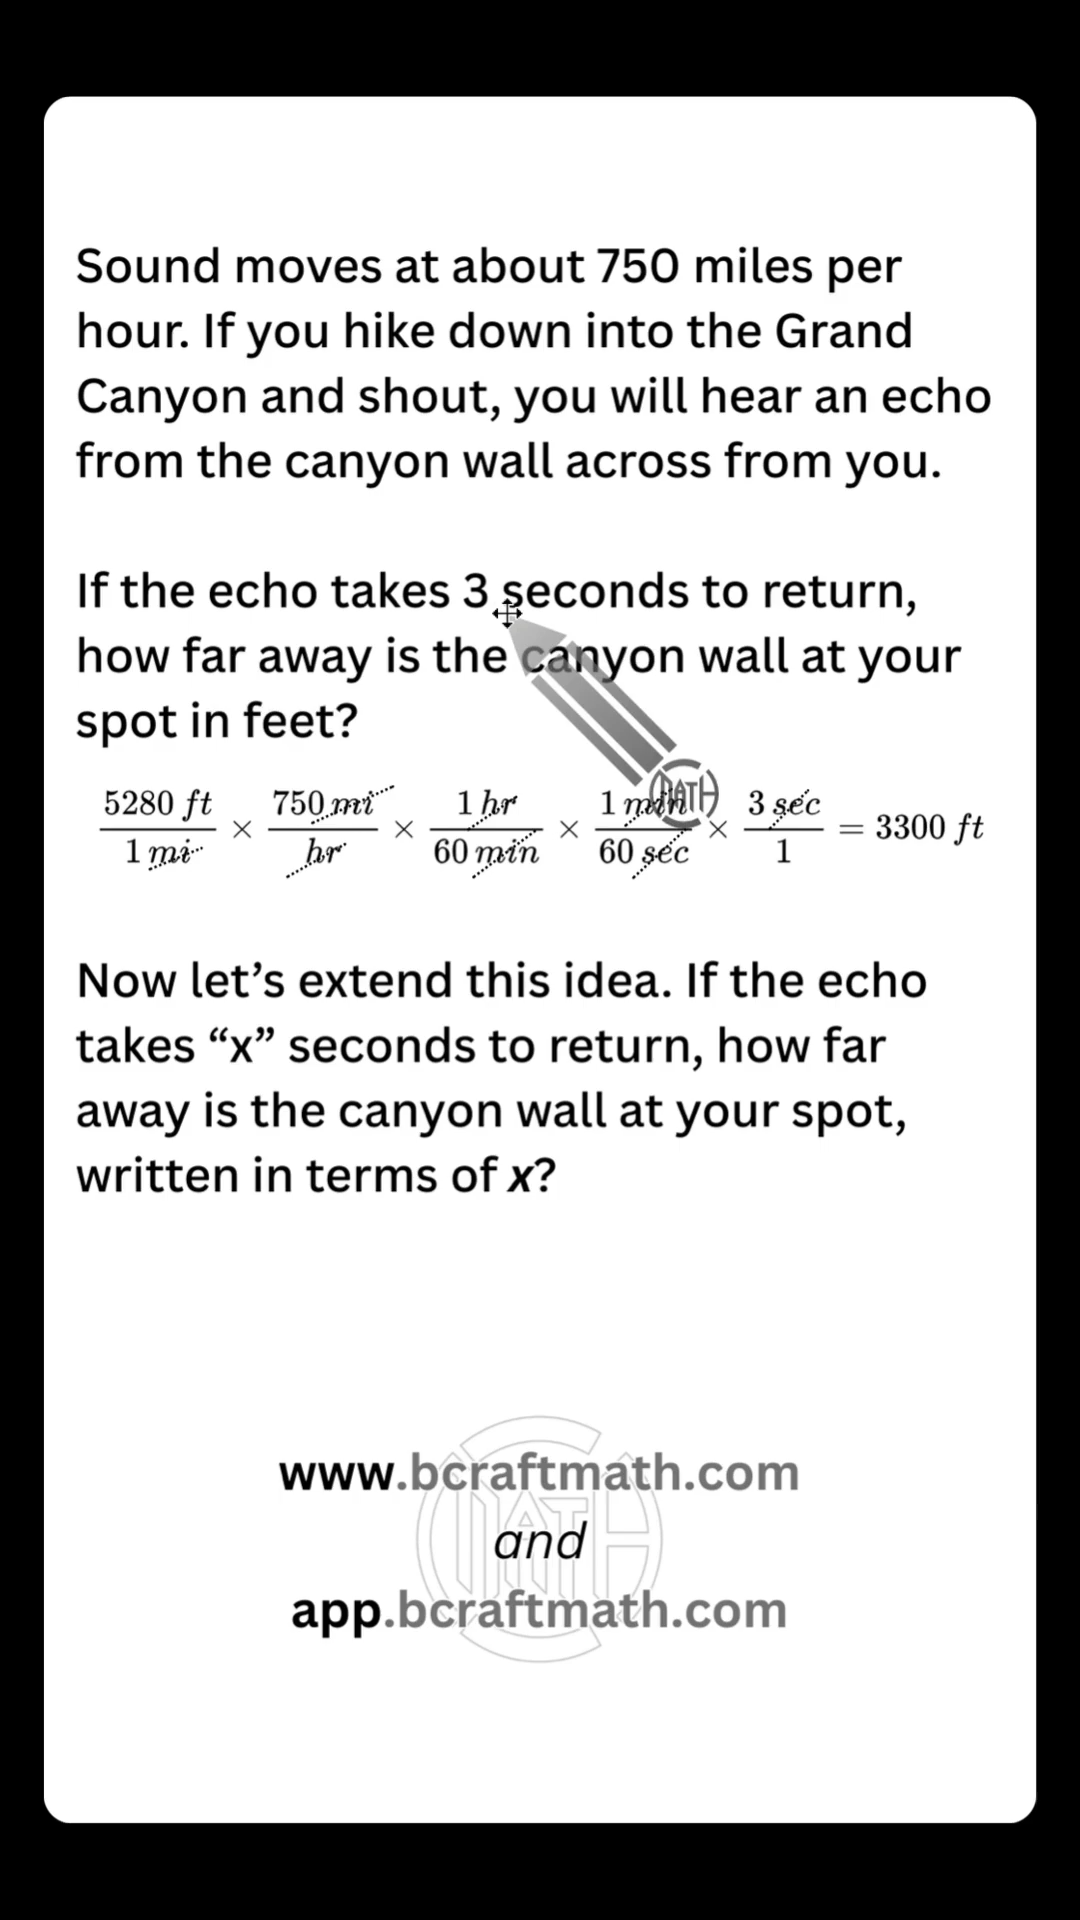 Sound moves at about 750 miles per
hour. If you hike down into the Grand
Canyon and shout, you will hear an echo
from the canyon wall across from you.
If the echo takes 3 seconds to return,
how far away is the canyon wall at your
spot in feet?
5280 ft / 1 mi × 750 mi / hr × 1 hr / 60 min × 1 min / 60 sec × 3 sec / 1 = 3300 ft
MATH
Now let’s extend this idea. If the echo
takes “x” seconds to return, how far
away is the canyon wall at your spot,
written in terms of x?
www.bcraftmath.com
and
app.bcraftmath.com
MATH